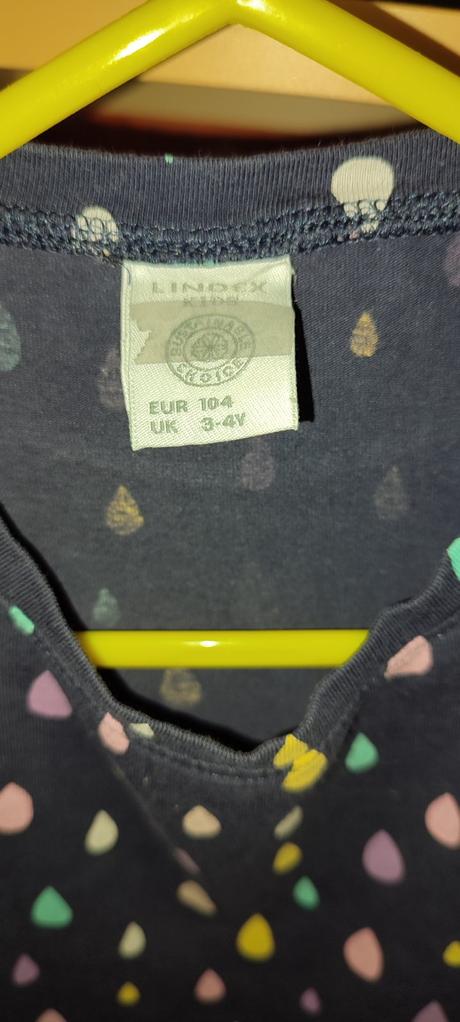 LINDEX
KIDS
SUSTAINABLE
CHOICE
EUR 104
UK 3-4Y